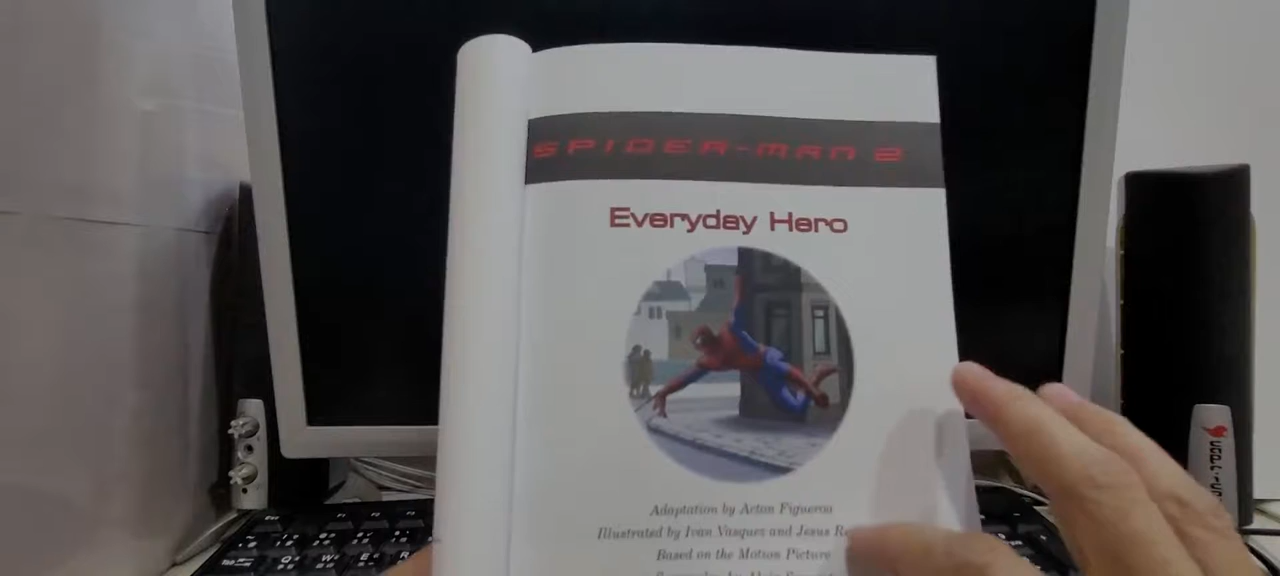 SPIDER-MAN 2
Everyday Hero
Adaptation by Acton Figueroa
Illustrated by Ivan Vasquez and Jesus
Based on the Motion Picture